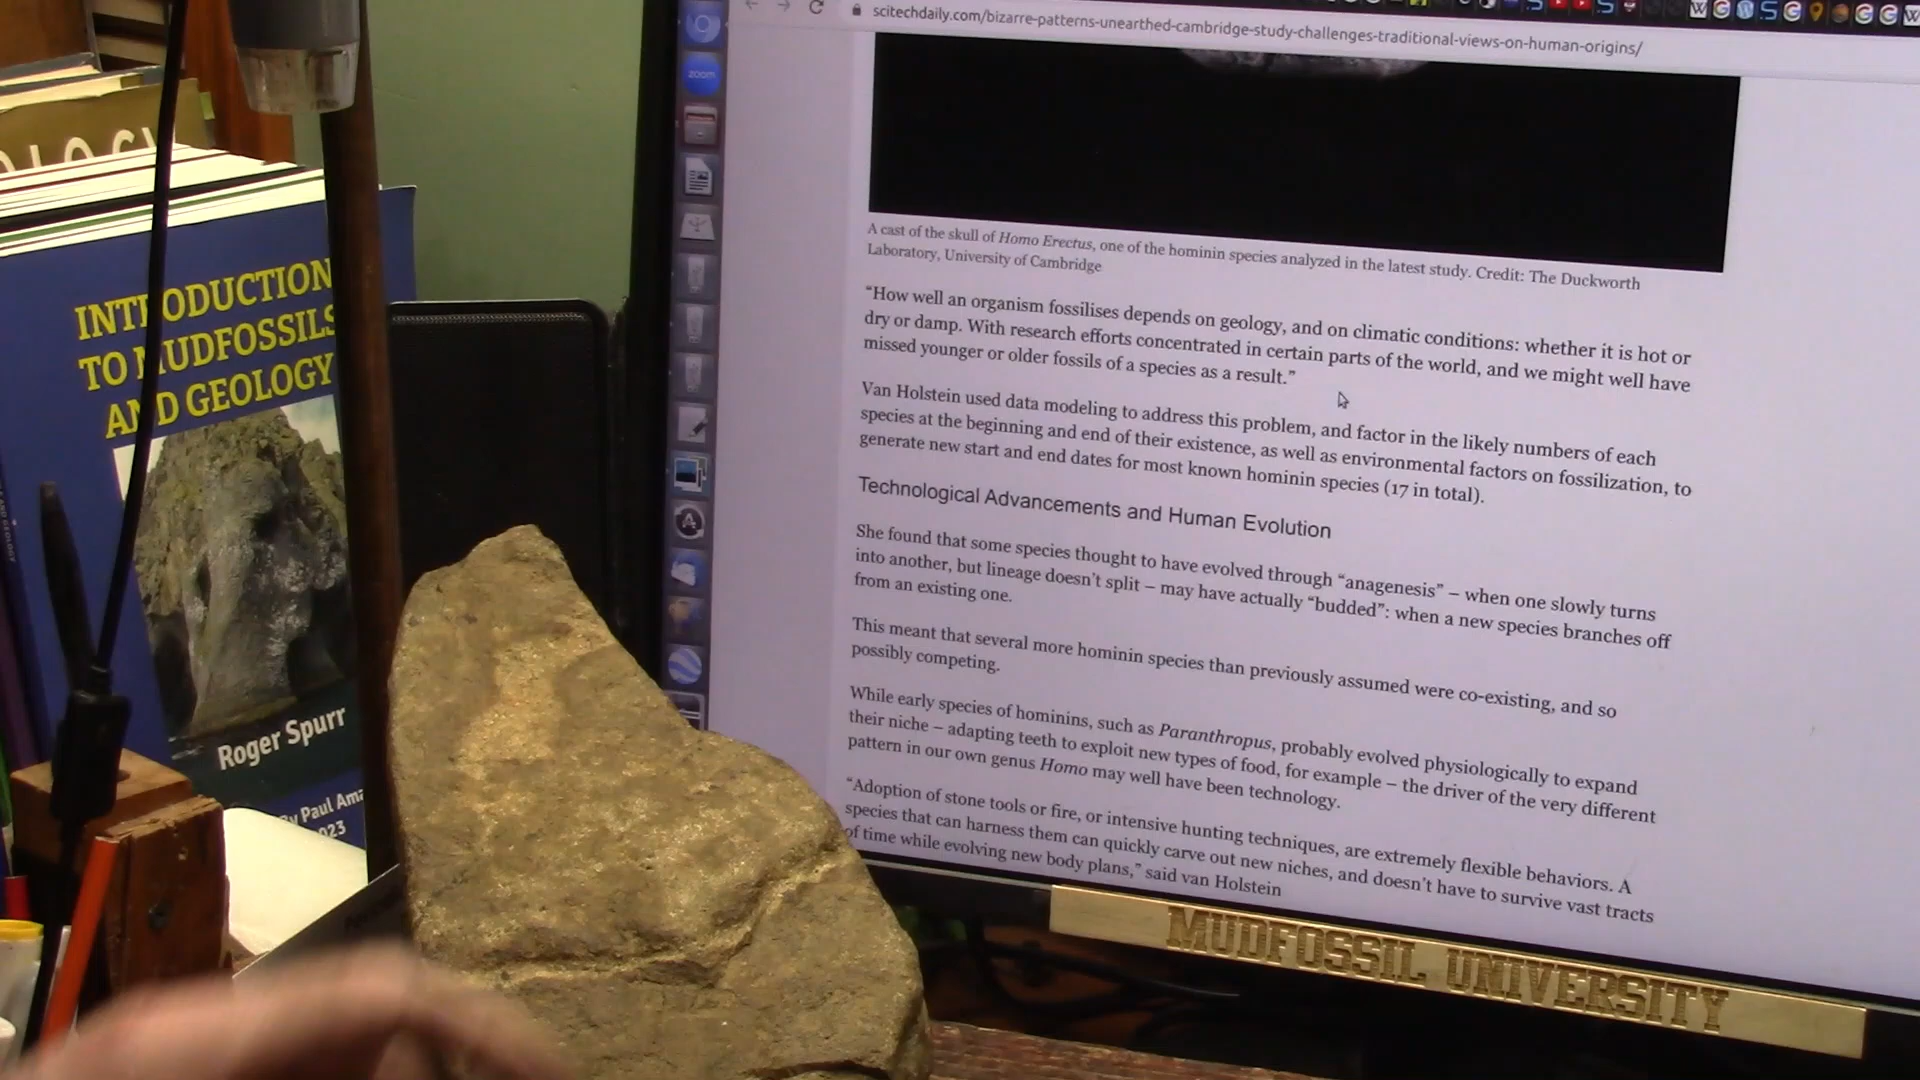 scitechdaily.com/bizarre-patterns-unearthed-cambridge-study-challenges-traditional-views-on-human-origins/
zoom
A cast of the skull of Homo Erectus, one of the hominin species analyzed in the latest study. Credit: The Duckworth
Laboratory, University of Cambridge
“How well an organism fossilises depends on geology, and on climatic conditions: whether it is hot or
dry or damp. With research efforts concentrated in certain parts of the world, and we might well have
missed younger or older fossils of a species as a result.”
Van Holstein used data modeling to address this problem, and factor in the likely numbers of each
species at the beginning and end of their existence, as well as environmental factors on fossilization, to
generate new start and end dates for most known hominin species (17 in total).
Technological Advancements and Human Evolution
She found that some species thought to have evolved through “anagenesis” – when one slowly turns
into another, but lineage doesn’t split – may have actually “budded”: when a new species branches off
from an existing one.
This meant that several more hominin species than previously assumed were co-existing, and so
possibly competing.
While early species of hominins, such as Paranthropus, probably evolved physiologically to expand
their niche – adapting teeth to exploit new types of food, for example – the driver of the very different
pattern in our own genus Homo may well have been technology.
“Adoption of stone tools or fire, or intensive hunting techniques, are extremely flexible behaviors. A
species that can harness them can quickly carve out new niches, and doesn’t have to survive vast tracts
of time while evolving new body plans,” said van Holstein
MUDFOSSIL UNIVERSITY
INTRODUCTION
TO MUDFOSSILS
AND GEOLOGY
Roger Spurr
By Paul Ama
023